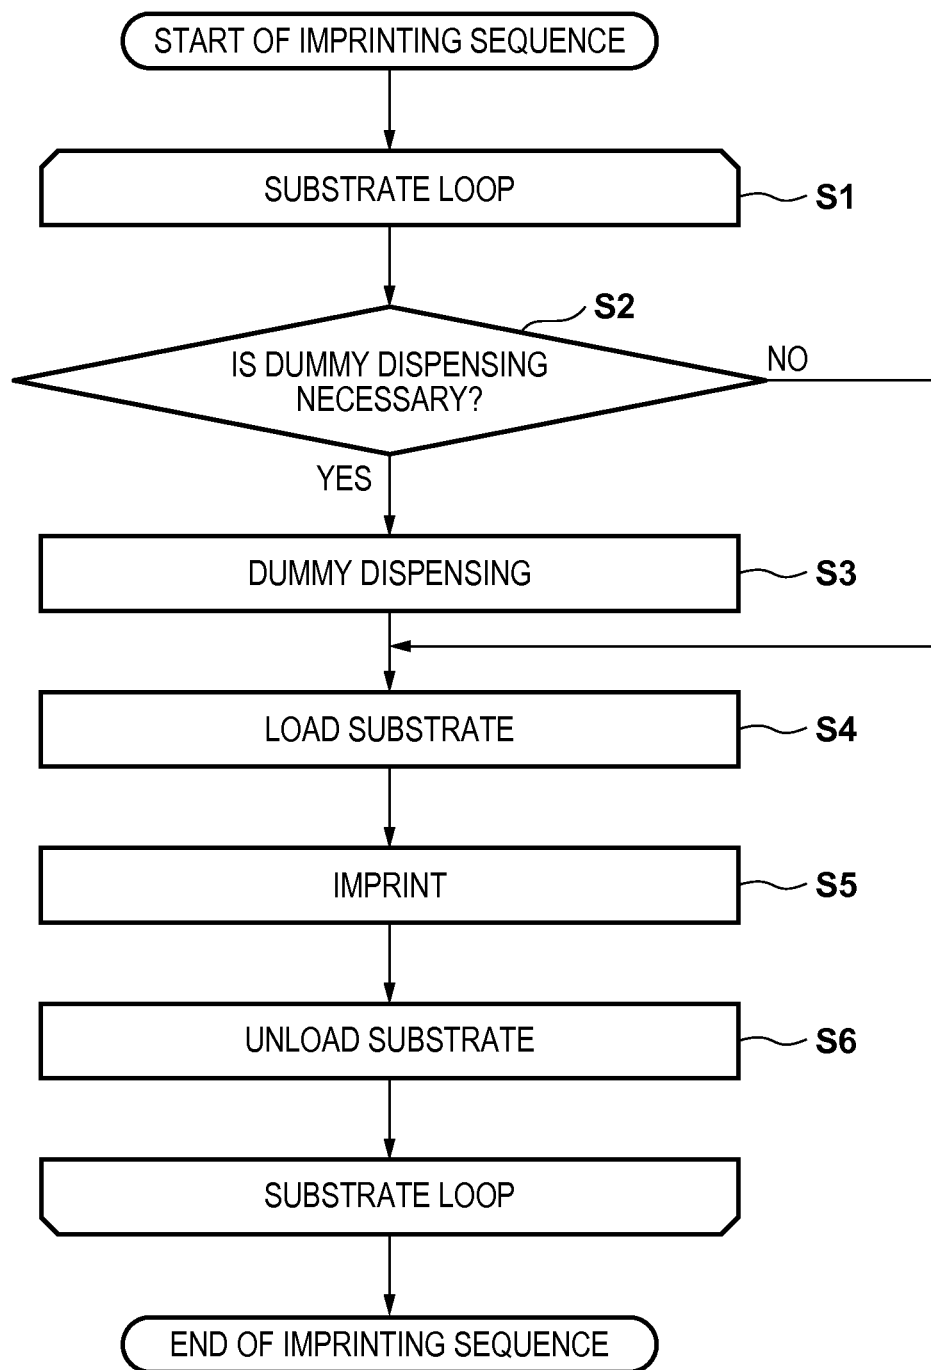 START OF IMPRINTING SEQUENCE
SUBSTRATE LOOP
S1
S2
IS DUMMY DISPENSING
NECESSARY?
NO
YES
DUMMY DISPENSING
S3
LOAD SUBSTRATE
S4
IMPRINT
S5
UNLOAD SUBSTRATE
S6
SUBSTRATE LOOP
END OF IMPRINTING SEQUENCE